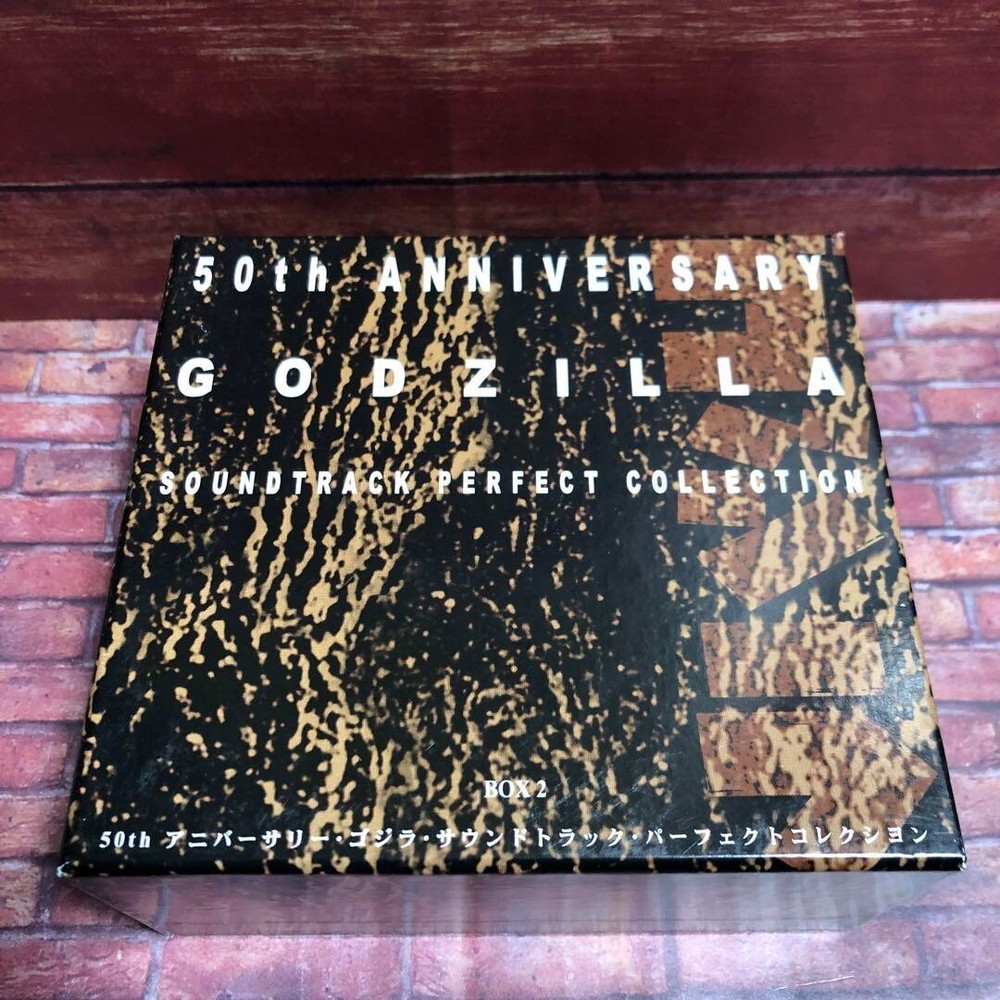 50th ANNIVERSARY
GODZILLA
SOUNDTRACK PERFECT COLLECTION
BOX 2
50th アニバーサリー・ゴジラ・サウンドトラック・パーフェクトコレクション